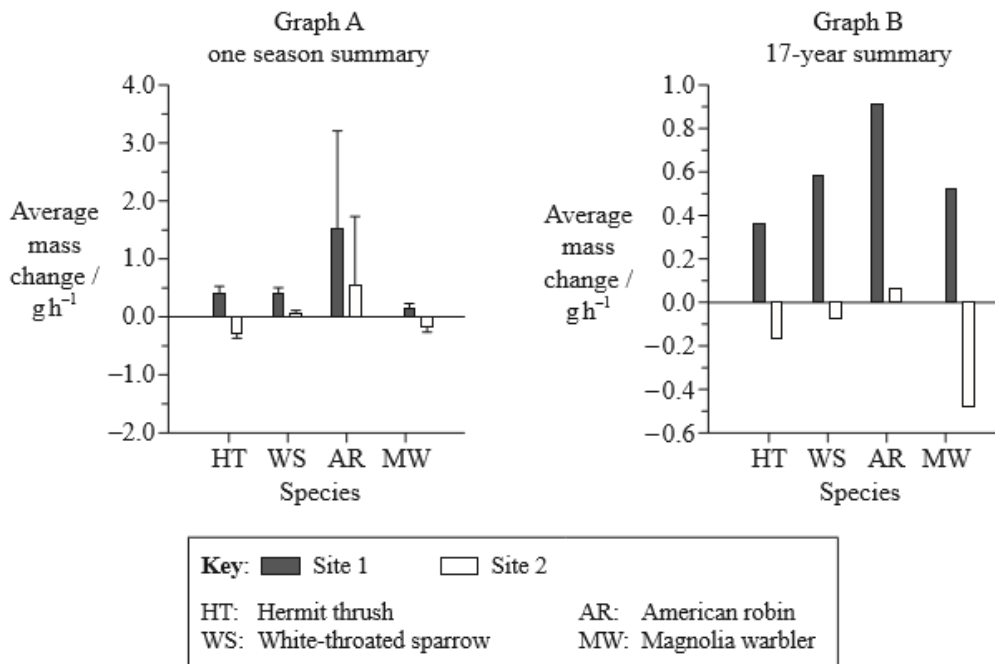 Graph A
one season summary
4.0
3.0
2.0
1.0
0.0
–1.0
–2.0
Average
mass
change /
g h⁻¹
HT WS AR MW
Species
Graph B
17-year summary
1.0
0.8
0.6
0.4
0.2
0.0
–0.2
–0.4
–0.6
Average
mass
change /
g h⁻¹
HT WS AR MW
Species
Key: Site 1 Site 2
HT: Hermit thrush AR: American robin
WS: White-throated sparrow MW: Magnolia warbler